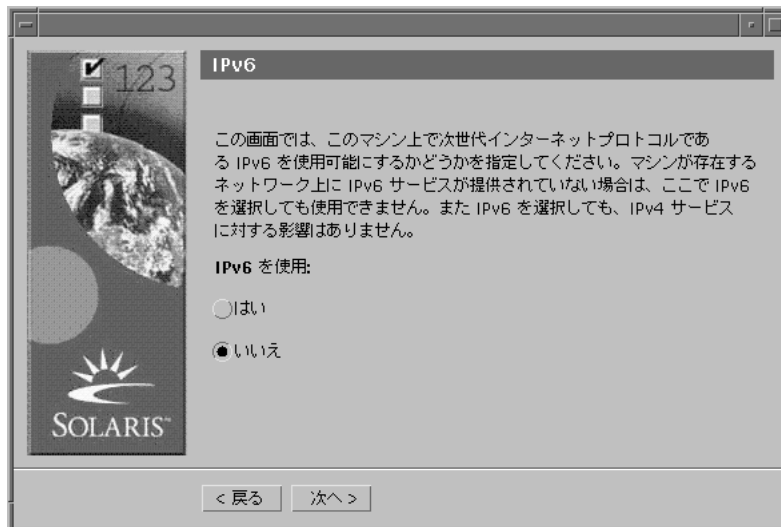 123
IPv6
この画面では、このマシン上で次世代インターネットプロトコルであ
る IPv6 を使用可能にするかどうかを指定してください。マシンが存在する
ネットワーク上に IPv6 サービスが提供されていない場合は、ここで IPv6
を選択しても使用できません。また IPv6 を選択しても、IPv4 サービス
に対する影響はありません。
IPv6 を使用:
はい
いいえ
SOLARIS™
< 戻る
次へ >